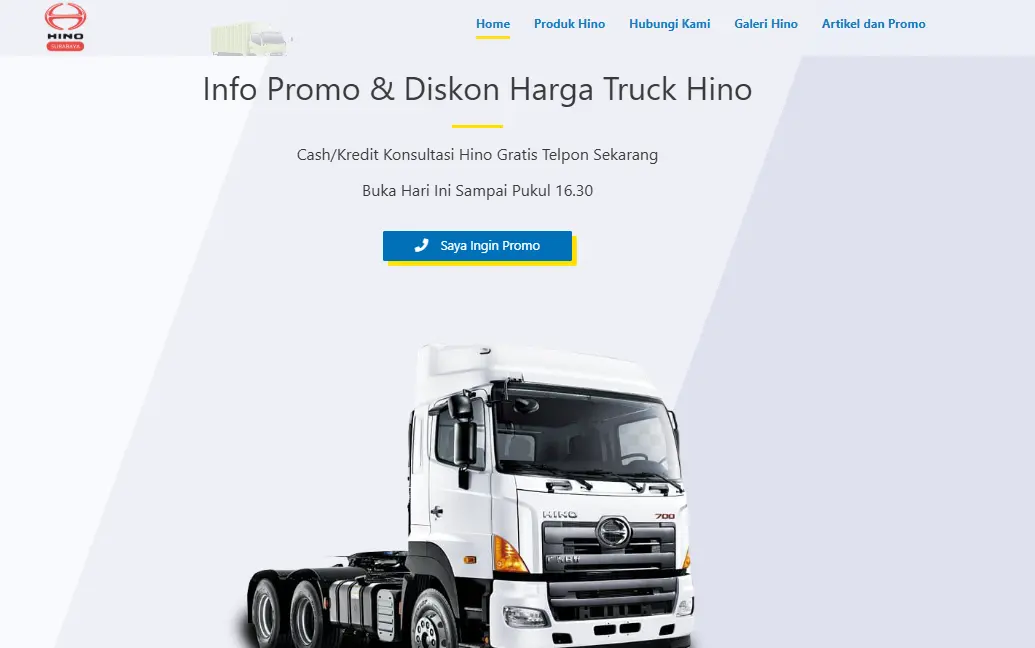 HINO
SURABAYA
Home
Produk Hino
Hubungi Kami
Galeri Hino
Artikel dan Promo
Info Promo & Diskon Harga Truck Hino
Cash/Kredit Konsultasi Hino Gratis Telpon Sekarang
Buka Hari Ini Sampai Pukul 16.30
Saya Ingin Promo
HINO
700